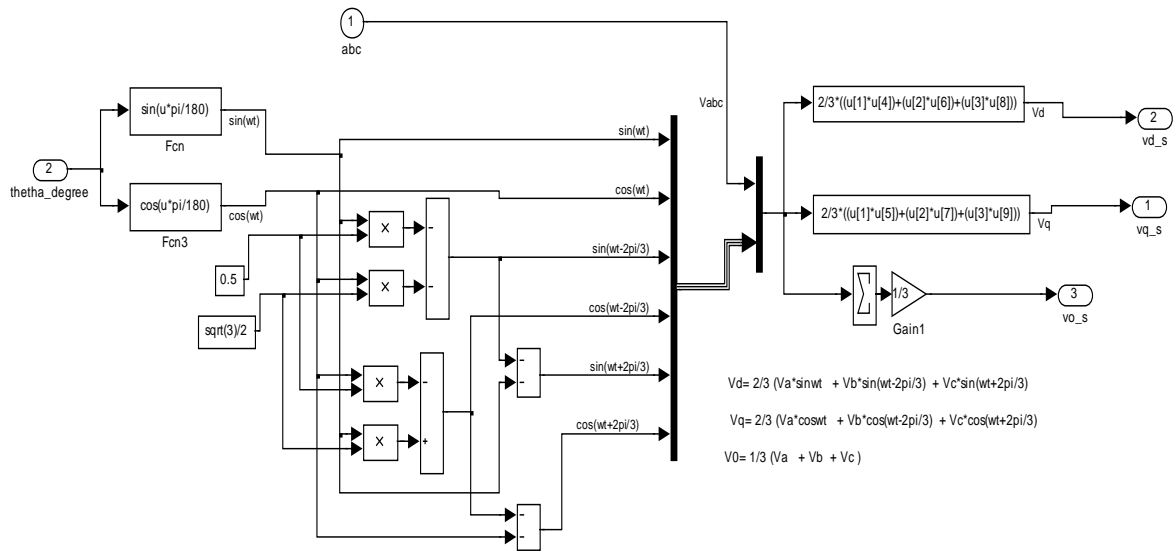 1
abc
Vabc
sin(u*pi/180)
sin(wt)
Fcn
2
thetha_degree
cos(u*pi/180)
cos(wt)
Fcn3
0.5
sqrt(3)/2
X
-
X
-
X
-
X
+
-
-
-
-
sin(wt)
cos(wt)
sin(wt-2pi/3)
cos(wt-2pi/3)
sin(wt+2pi/3)
cos(wt+2pi/3)
2/3*((u[1]*u[4])+(u[2]*u[6])+(u[3]*u[8]))
Vd
2
vd_s
2/3*((u[1]*u[5])+(u[2]*u[7])+(u[3]*u[9]))
Vq
1
vq_s
1/3
Gain1
3
vo_s
Vd= 2/3 (Va*sinwt + Vb*sin(wt-2pi/3) + Vc*sin(wt+2pi/3)
Vq= 2/3 (Va*coswt + Vb*cos(wt-2pi/3) + Vc*cos(wt+2pi/3)
V0= 1/3 (Va + Vb + Vc )